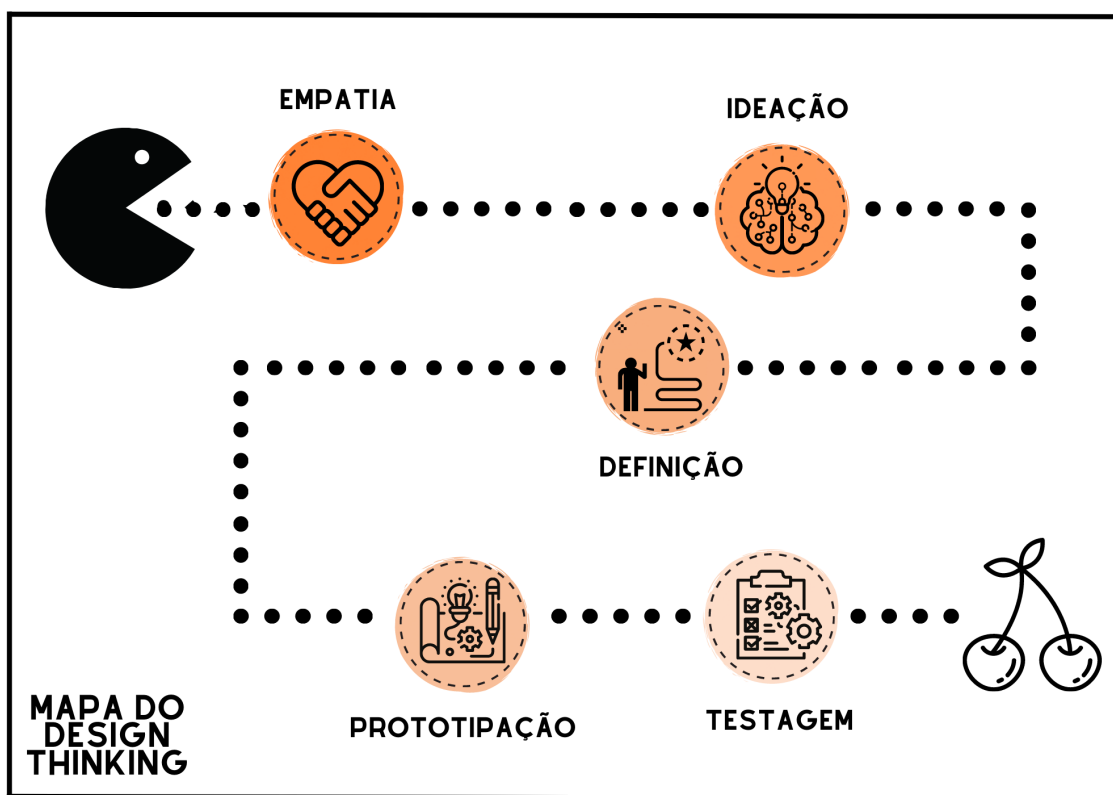 EMPATIA
IDEAÇÃO
DEFINIÇÃO
PROTOTIPAÇÃO
TESTAGEM
MAPA DO
DESIGN
THINKING